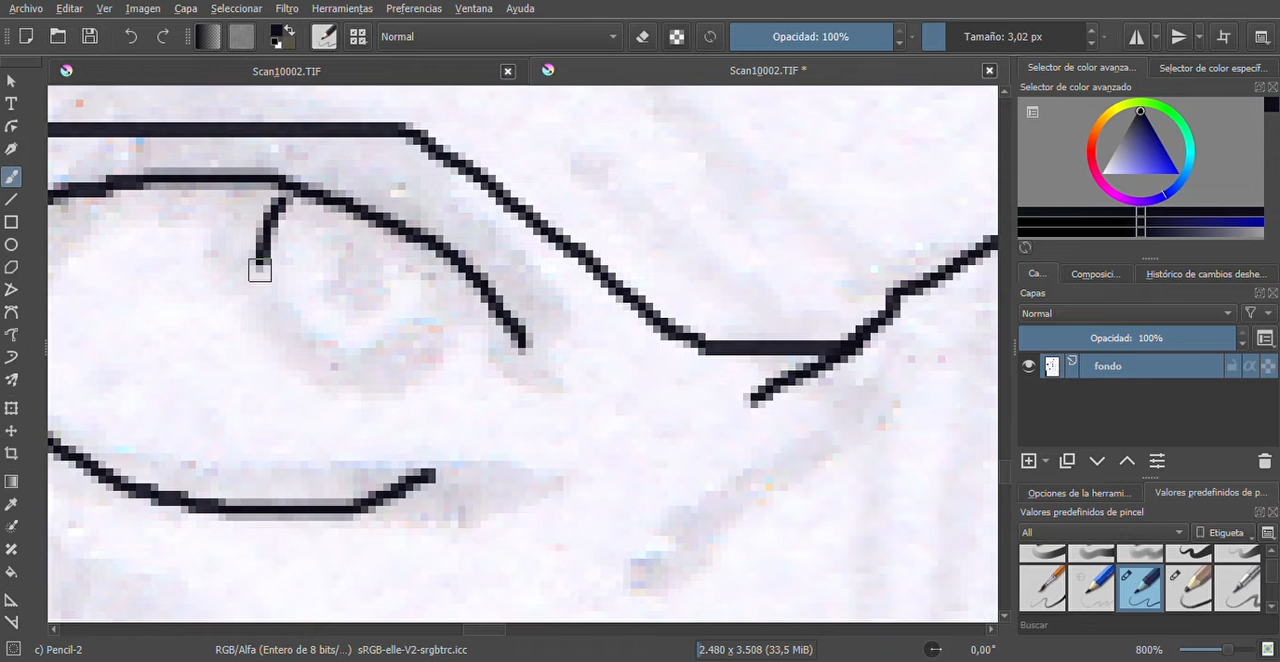 Archivo Editar Ver Imagen Capa Seleccionar Filtro Herramientas Preferencias Ventana Ayuda
Normal Opacidad: 100% Tamaño: 3,02 px
Scan10002.TIF Scan10002.TIF *
Selector de color avanza... Selector de color específ...
Selector de color avanzado
Ca... Composici... Histórico de cambios deshe...
Capas
Normal
Opacidad: 100%
fondo
Opciones de la herrami... Valores predefinidos de p...
Valores predefinidos de pincel
All Etiqueta
Buscar
c) Pencil-2 RGB/Alfa (Entero de 8 bits/...) sRGB-elle-V2-srgbtrc.icc 2.480 x 3.508 (33,5 MiB) 0,00° 800%